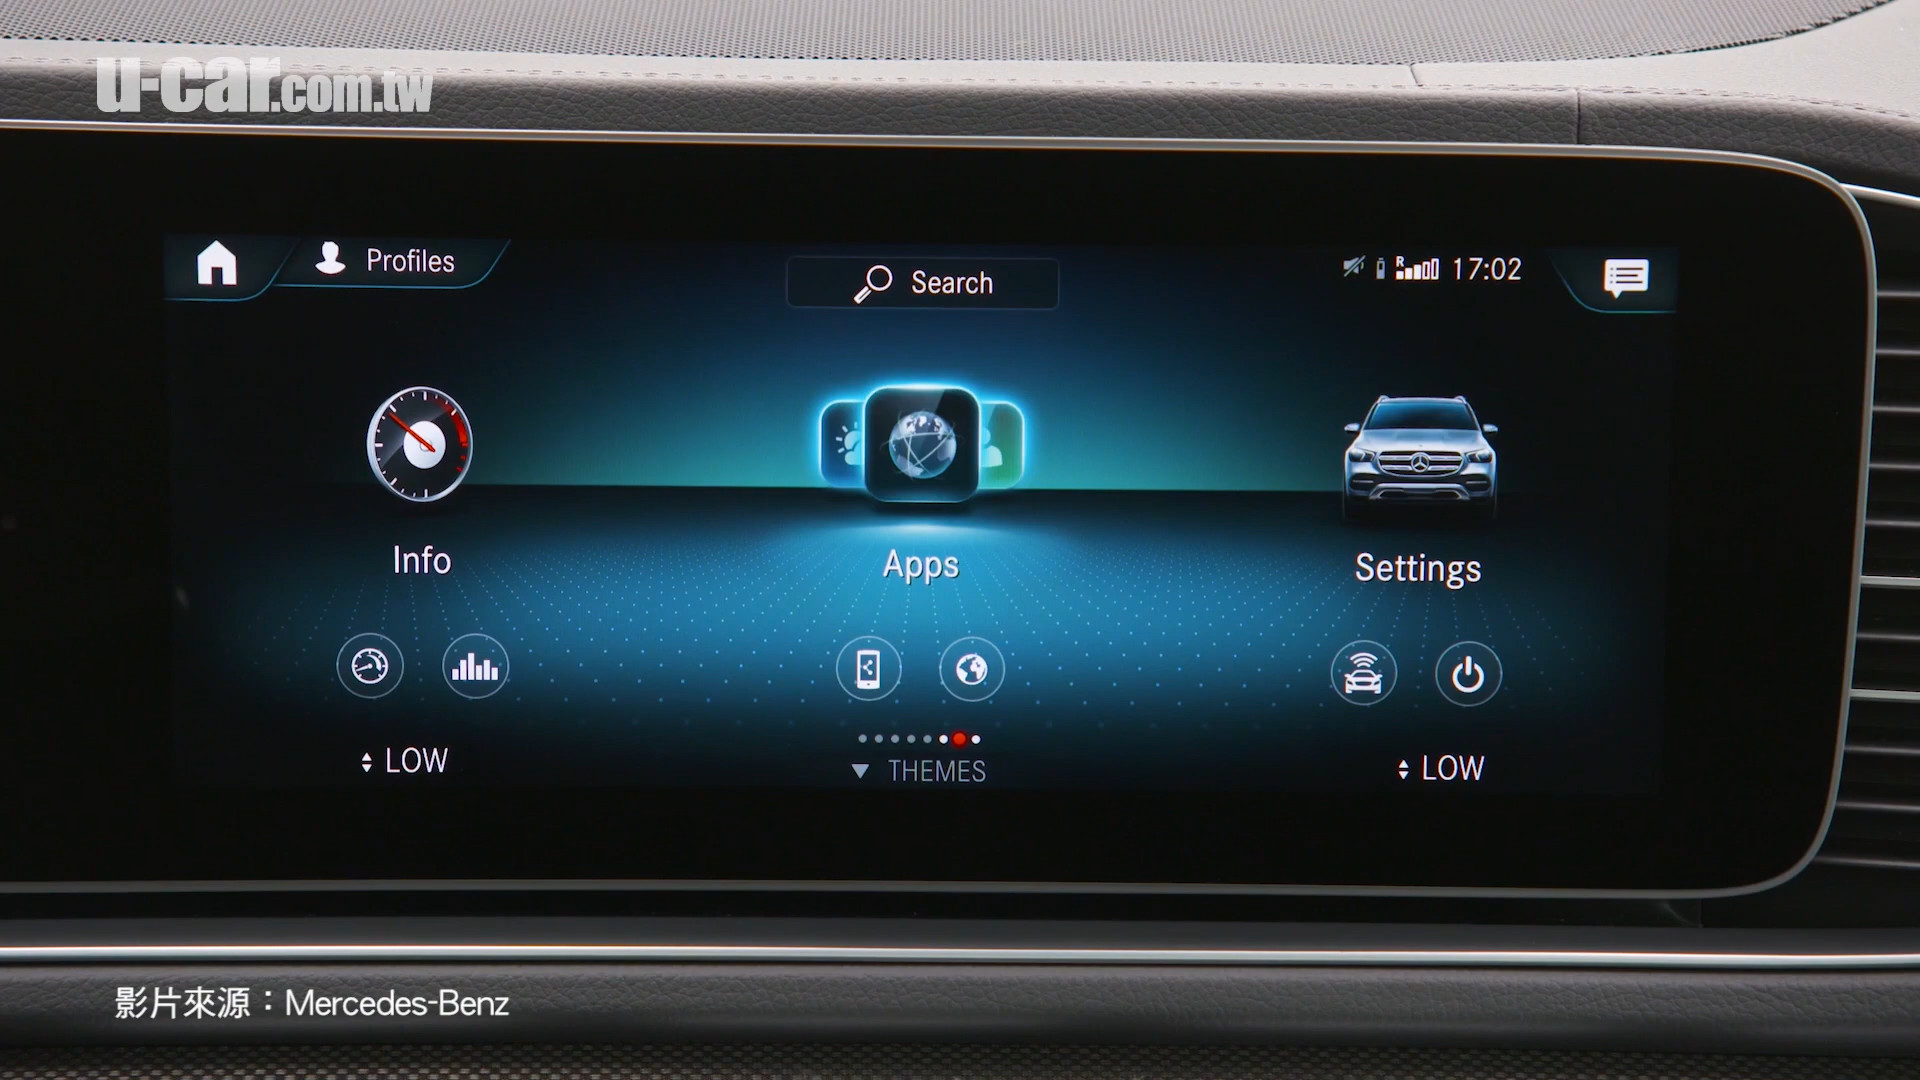 u-car.com.tw
Profiles
Search
R
17:02
Info
Apps
Settings
LOW
THEMES
LOW
影片來源：Mercedes-Benz